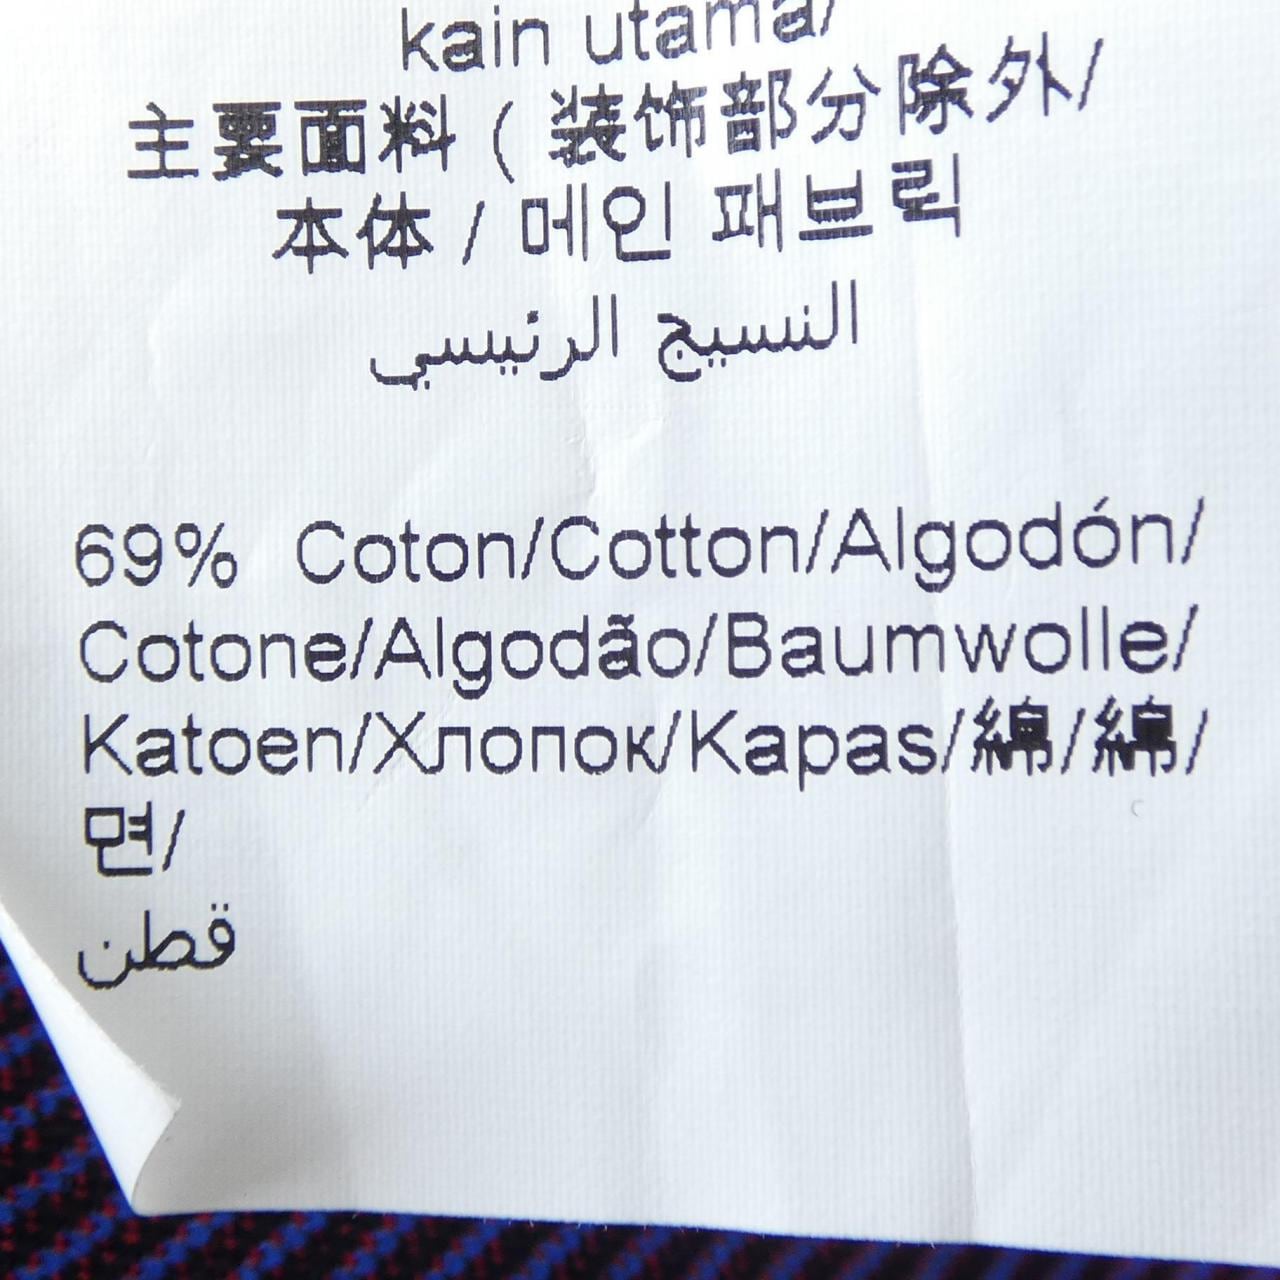 kain utama/
主要面料 ( 装饰部分除外/
本体 / 메인 패브릭
النسيج الرئيسي
69% Coton/Cotton/Algodón/
Cotone/Algodão/Baumwolle/
Katoen/Хлопок/Kapas/綿/綿/
면/
قطن